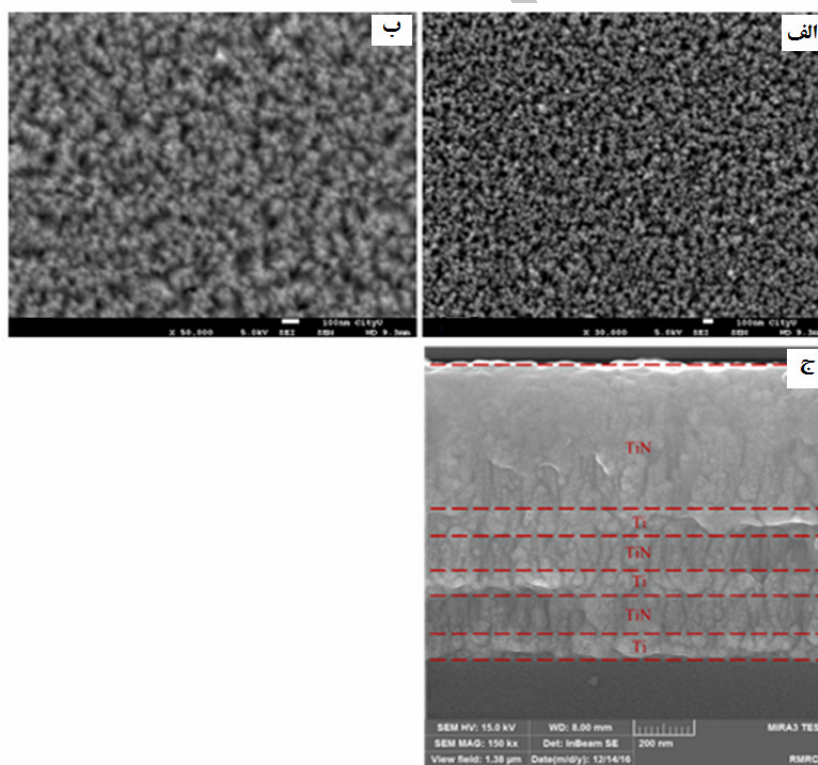 الف
X 30,000 5.0kV SEI SEM WD 9.3mm
100nm CityU
ب
X 50,000 5.0kV SEI SEM WD 9.3mm
100nm CityU
ج
TiN
Ti
TiN
Ti
TiN
Ti
SEM HV: 15.0 kV WD: 8.00 mm MIRA3 TES
SEM MAG: 150 kx Det: InBeam SE 200 nm
View field: 1.38 µm Date(m/d/y): 12/14/16 RMRC